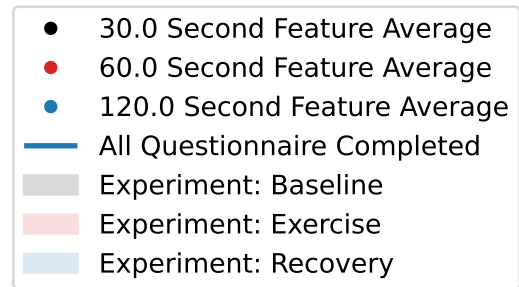 30.0 Second Feature Average
60.0 Second Feature Average
120.0 Second Feature Average
All Questionnaire Completed
Experiment: Baseline
Experiment: Exercise
Experiment: Recovery